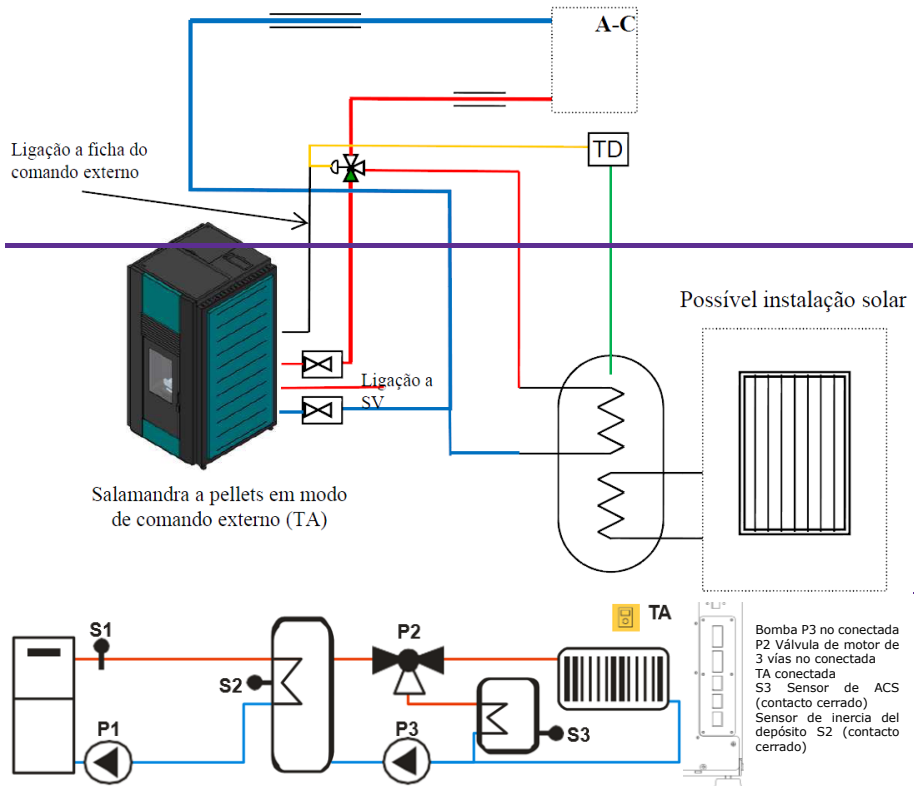 A-C
Ligação a ficha do
comando externo
TD
Possível instalação solar
Ligação a
SV
Salamandra a pellets em modo
de comando externo (TA)
TA
S1
P2
S2
P1
P3
S3
Bomba P3 no conectada
P2 Válvula de motor de
3 vías no conectada
TA conectada
S3 Sensor de ACS
(contacto cerrado)
Sensor de inercia del
depósito S2 (contacto
cerrado)